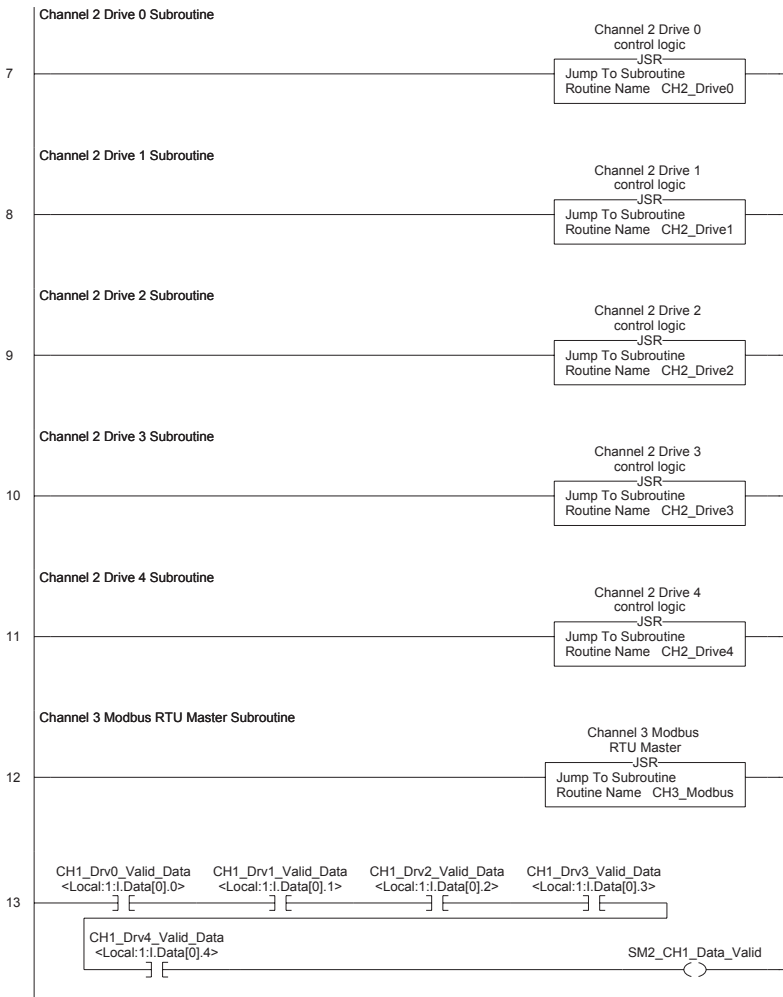 Channel 2 Drive 0 Subroutine
Channel 2 Drive 0
control logic
JSR
7
Jump To Subroutine
Routine Name CH2_Drive0
Channel 2 Drive 1 Subroutine
Channel 2 Drive 1
control logic
JSR
8
Jump To Subroutine
Routine Name CH2_Drive1
Channel 2 Drive 2 Subroutine
Channel 2 Drive 2
control logic
JSR
9
Jump To Subroutine
Routine Name CH2_Drive2
Channel 2 Drive 3 Subroutine
Channel 2 Drive 3
control logic
JSR
10
Jump To Subroutine
Routine Name CH2_Drive3
Channel 2 Drive 4 Subroutine
Channel 2 Drive 4
control logic
JSR
11
Jump To Subroutine
Routine Name CH2_Drive4
Channel 3 Modbus RTU Master Subroutine
Channel 3 Modbus
RTU Master
JSR
12
Jump To Subroutine
Routine Name CH3_Modbus
CH1_Drv0_Valid_Data CH1_Drv1_Valid_Data CH1_Drv2_Valid_Data CH1_Drv3_Valid_Data
<Local:1:I.Data[0].0> <Local:1:I.Data[0].1> <Local:1:I.Data[0].2> <Local:1:I.Data[0].3>
13
CH1_Drv4_Valid_Data
<Local:1:I.Data[0].4> SM2_CH1_Data_Valid